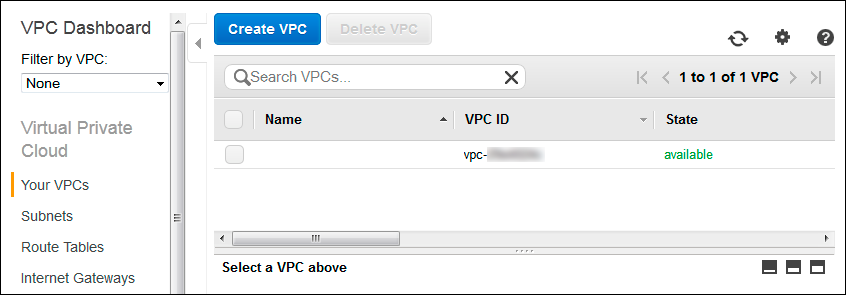 VPC Dashboard
Filter by VPC:
None
Virtual Private
Cloud
Your VPCs
Subnets
Route Tables
Internet Gateways
Create VPC Delete VPC
Search VPCs...
1 to 1 of 1 VPC
Name VPC ID State
vpc- available
Select a VPC above